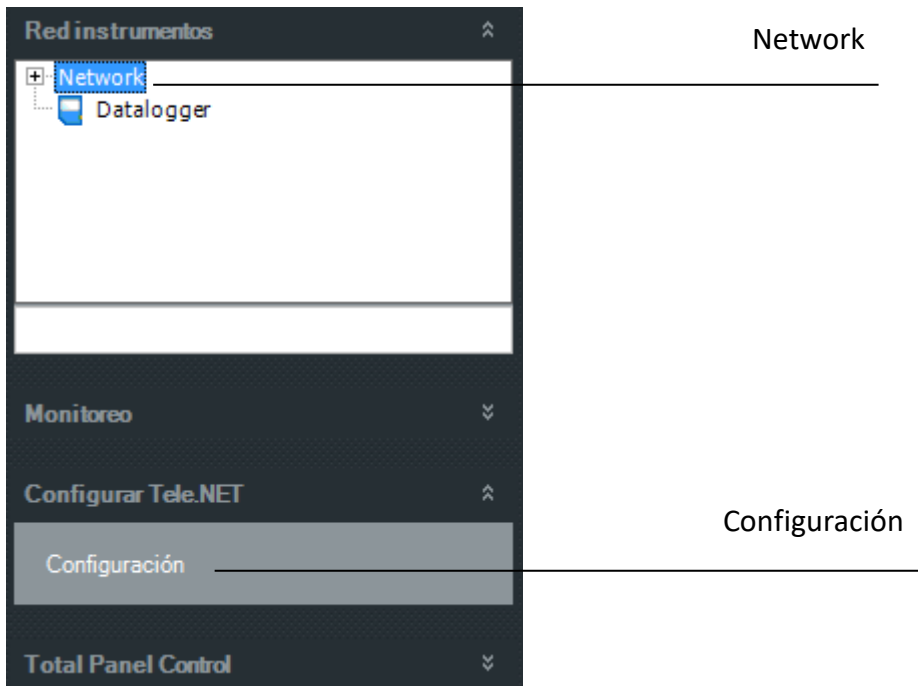 Red instrumentos
Network
Network
Datalogger
Monitoreo
Configurar Tele.NET
Configuración
Configuración
Total Panel Control